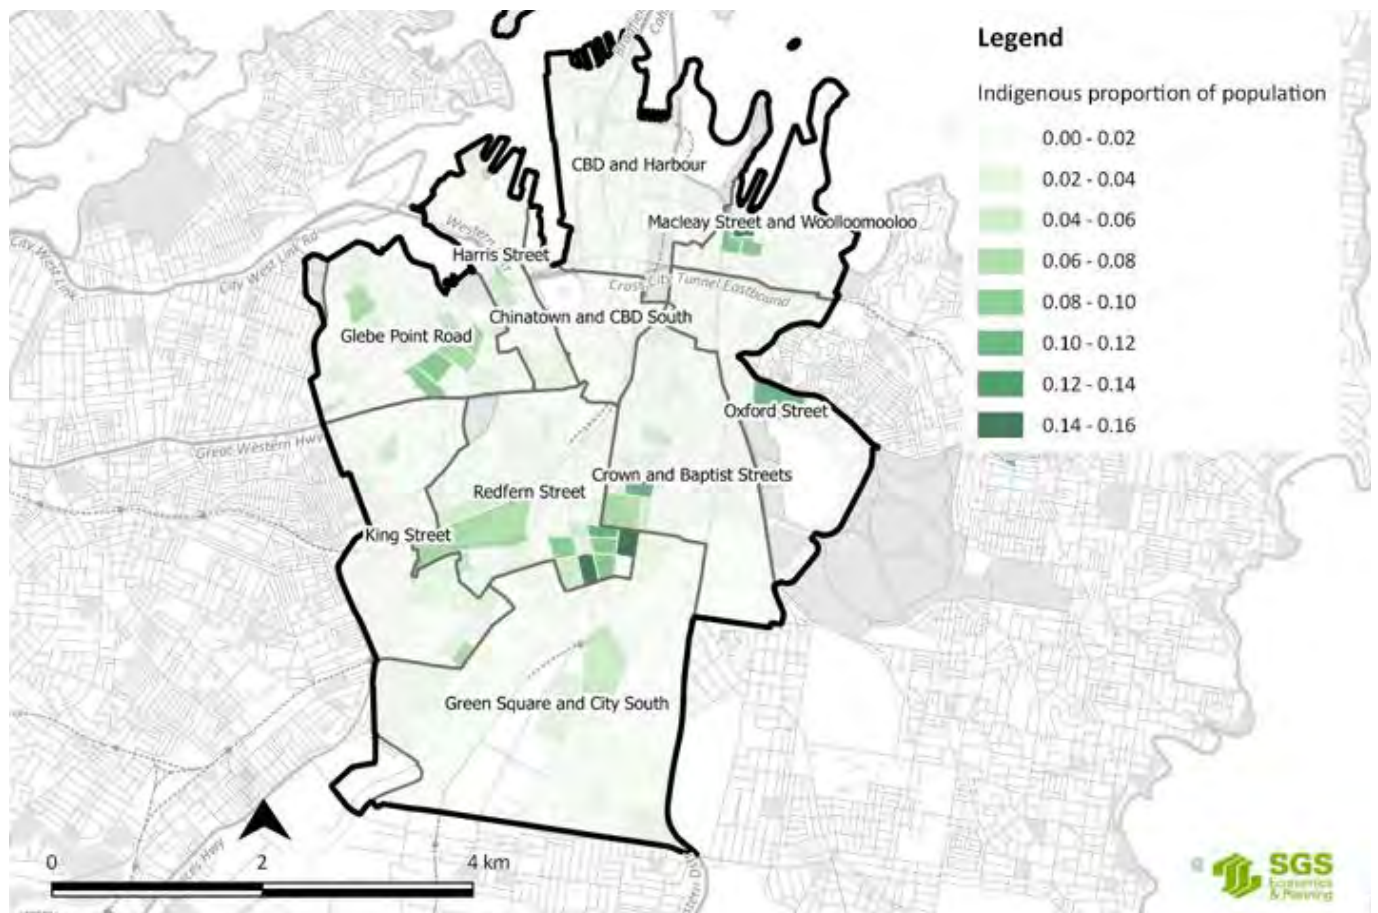 Legend
Indigenous proportion of population
0.00 - 0.02
0.02 - 0.04
0.04 - 0.06
0.06 - 0.08
0.08 - 0.10
0.10 - 0.12
0.12 - 0.14
0.14 - 0.16
CBD and Harbour
Macleay Street and Woolloomooloo
Western
Harris Street
City West Link Rd
City West Link
Cross City Tunnel Eastbound
Chinatown and CBD South
Glebe Point Road
Oxford Street
Great Western Hwy
Crown and Baptist Streets
Redfern Street
King Street
Green Square and City South
Hwy
0 2 4 km
SGS
Economics
& Planning